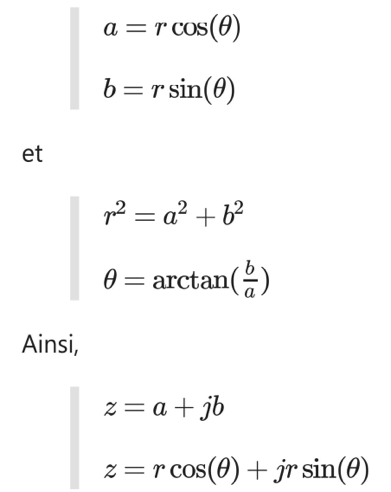 a = r cos(θ)
b = r sin(θ)
et
r² = a² + b²
θ = arctan(b/a)
Ainsi,
z = a + jb
z = r cos(θ) + jr sin(θ)